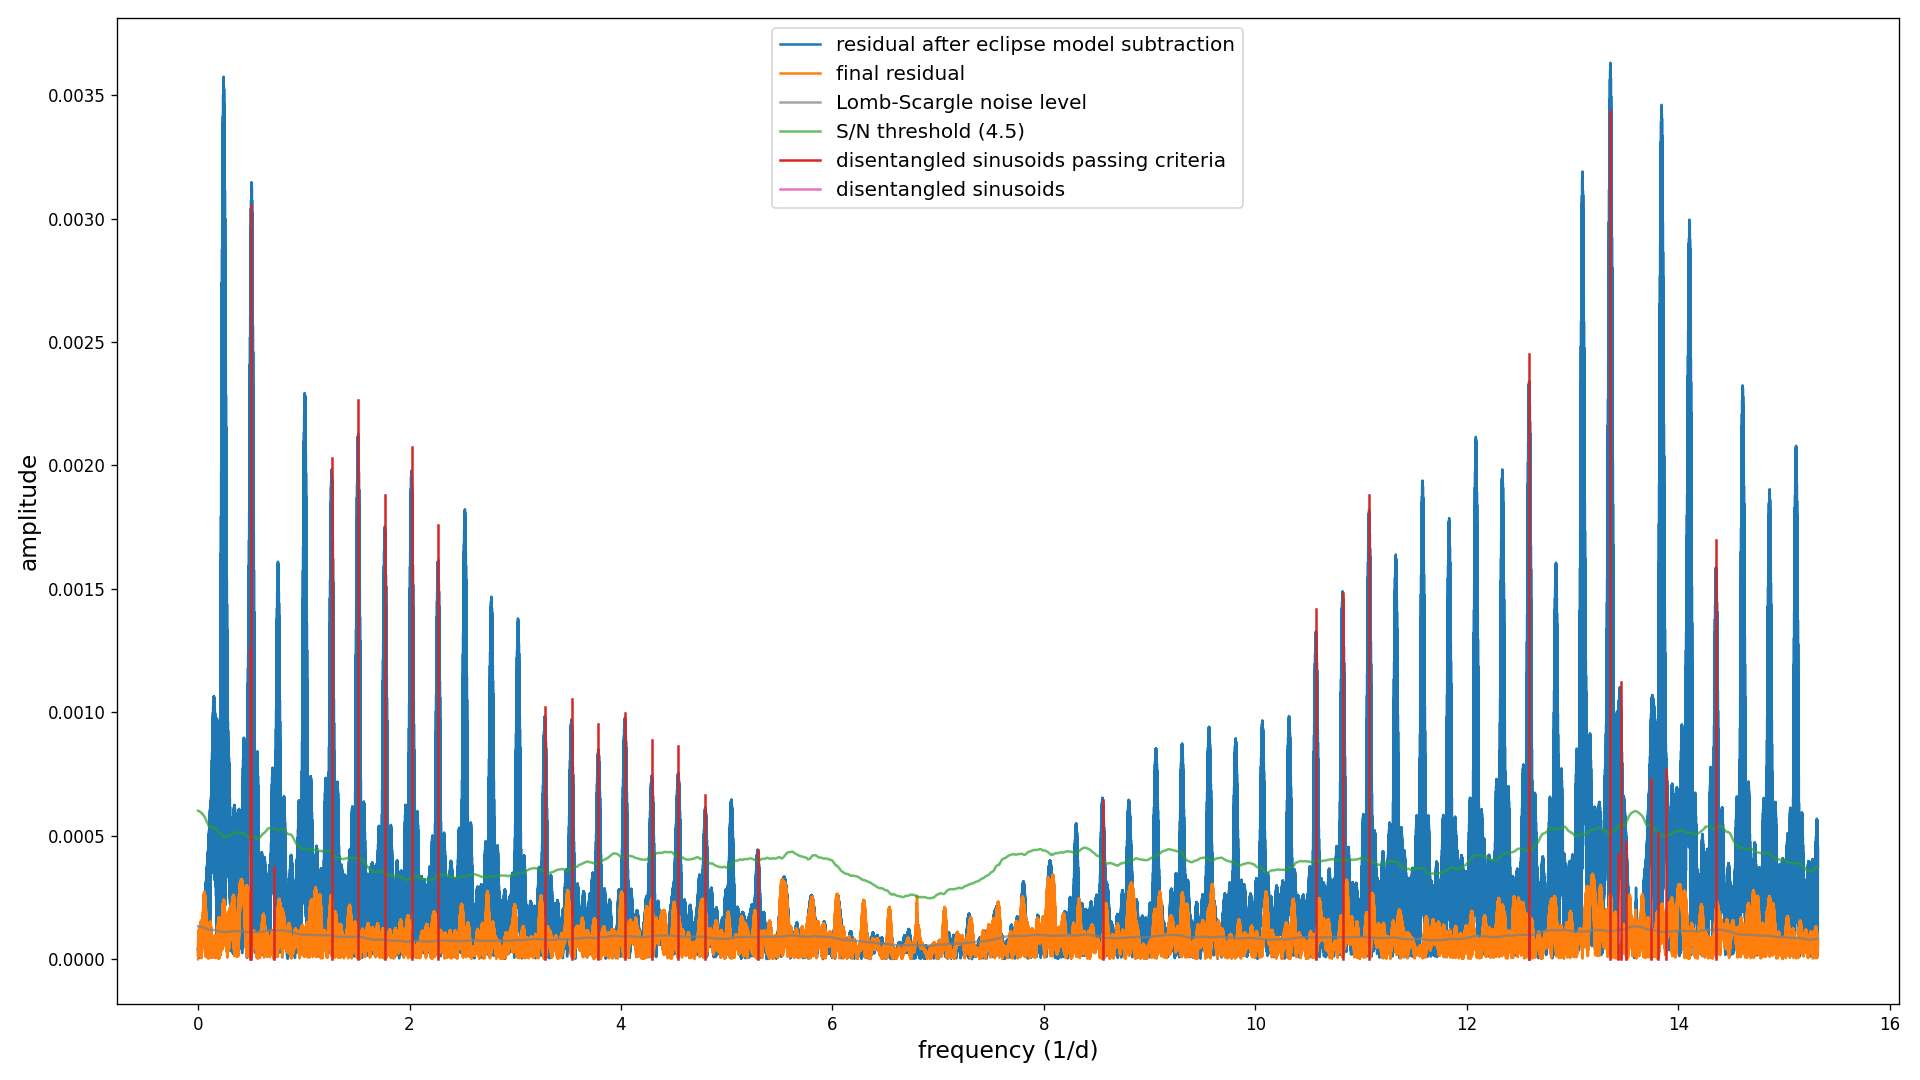 residual after eclipse model subtraction
final residual
Lomb-Scargle noise level
S/N threshold (4.5)
disentangled sinusoids passing criteria
disentangled sinusoids
amplitude
0.0035
0.0030
0.0025
0.0020
0.0015
0.0010
0.0005
0.0000
0 2 4 6 8 10 12 14 16
frequency (1/d)